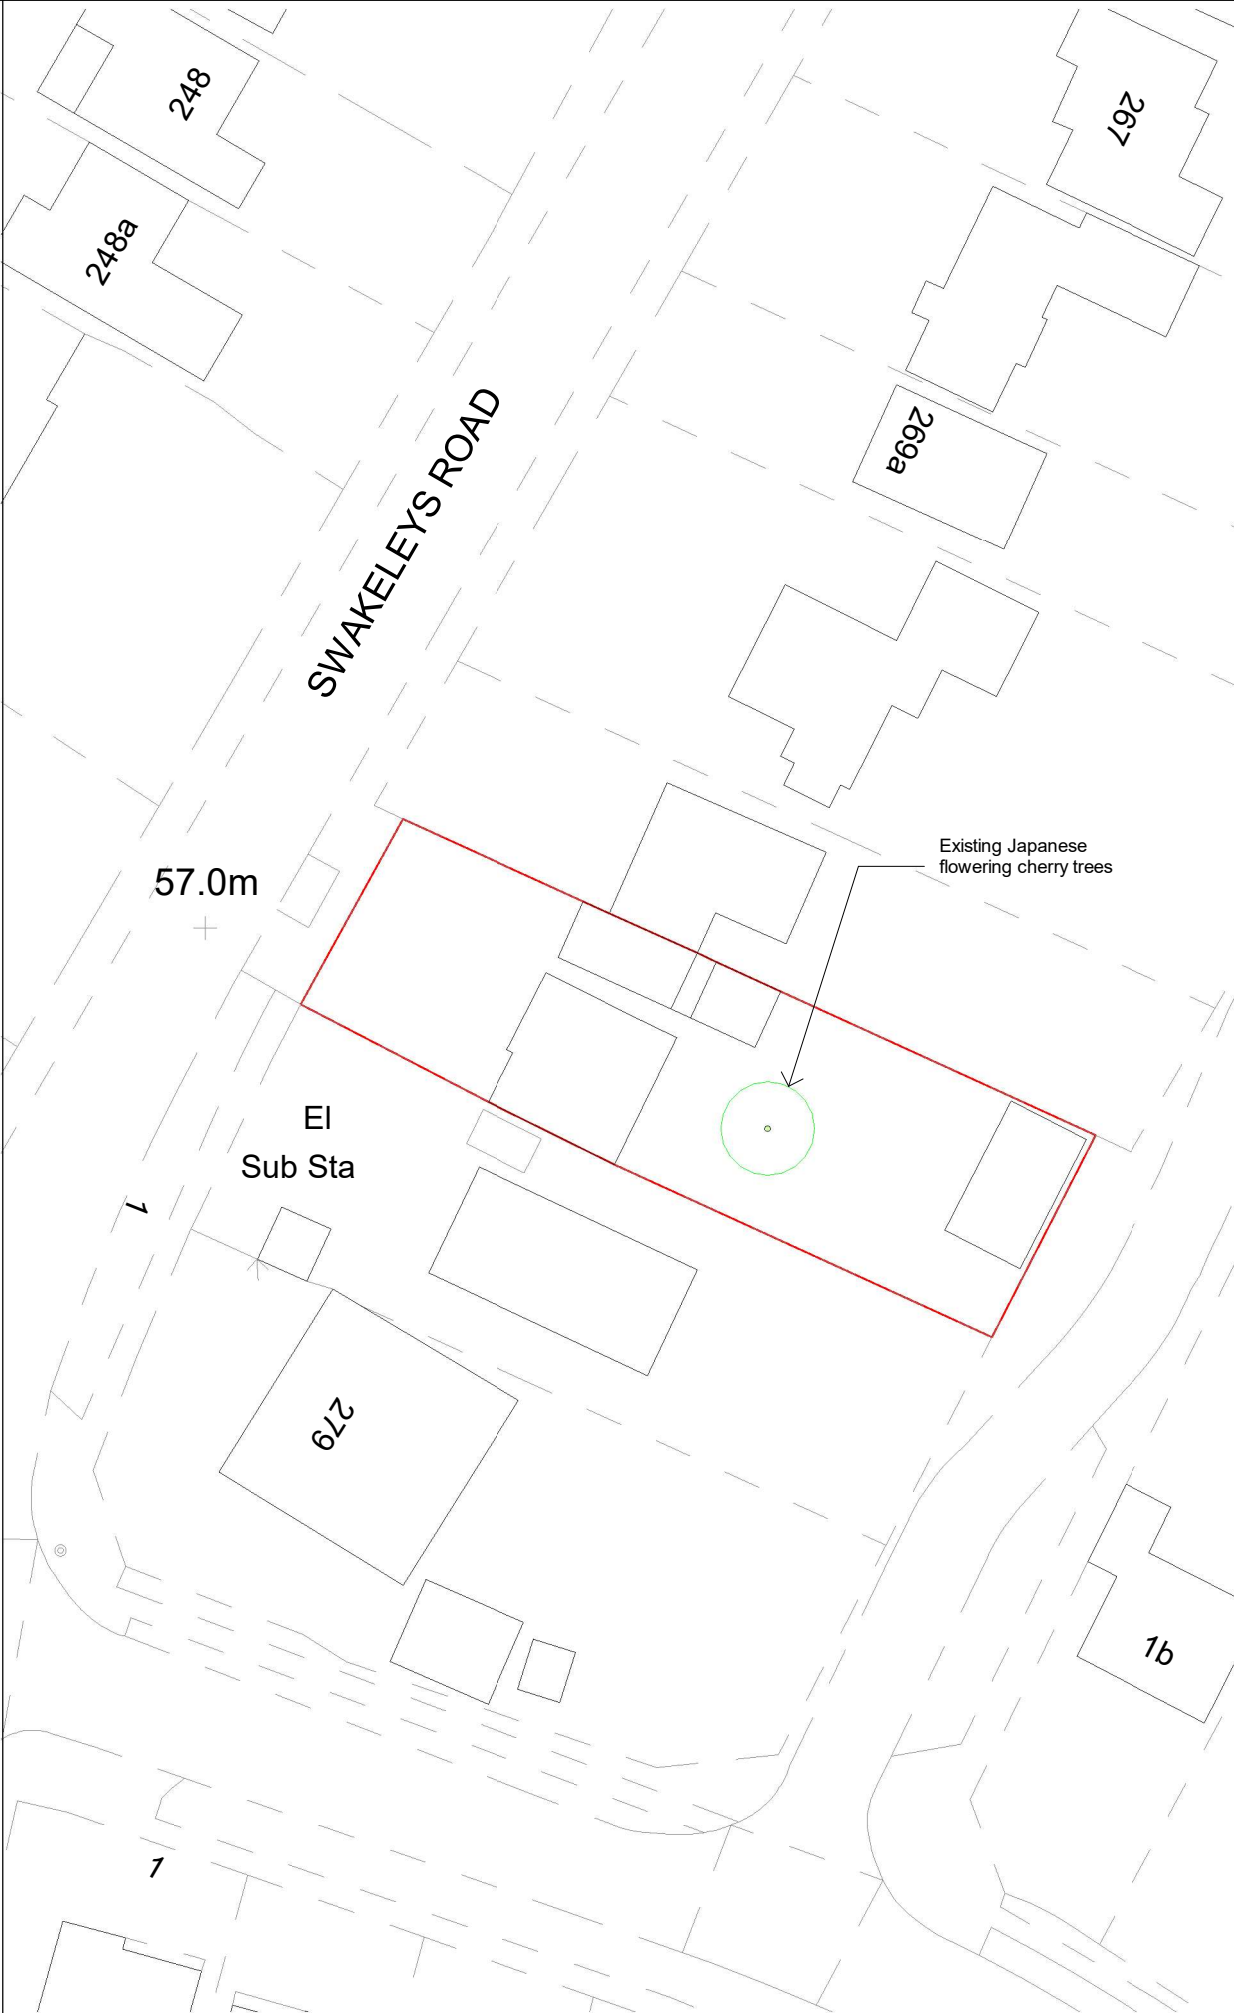 248
267
248a
269a
SWAKELEYS ROAD
Existing Japanese
flowering cherry trees
57.0m
El
Sub Sta
1
279
1b
1